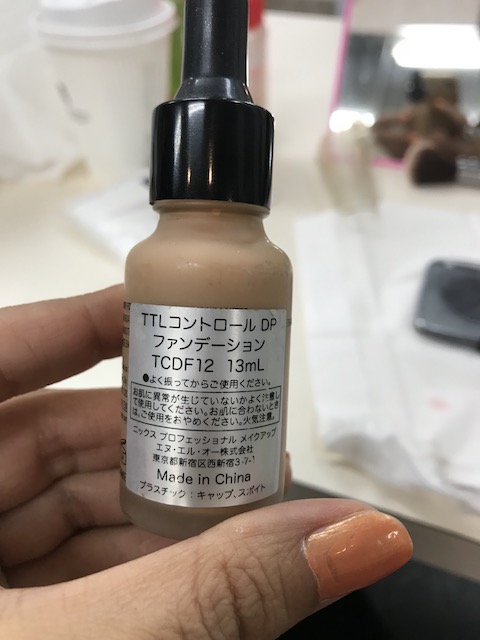 TTLコントロール DP
ファンデーション
TCDF12 13mL
●よく振ってからご使用ください。
お肌に異常が生じていないかよく注意し
て使用してください。お肌に合わないとき
は、ご使用をおやめください。火気注意。
ニックス プロフェッショナル メイクアップ
エヌ・エル・オー株式会社
東京都新宿区西新宿3-7-1
Made in China
プラスチック：キャップ、スポイト